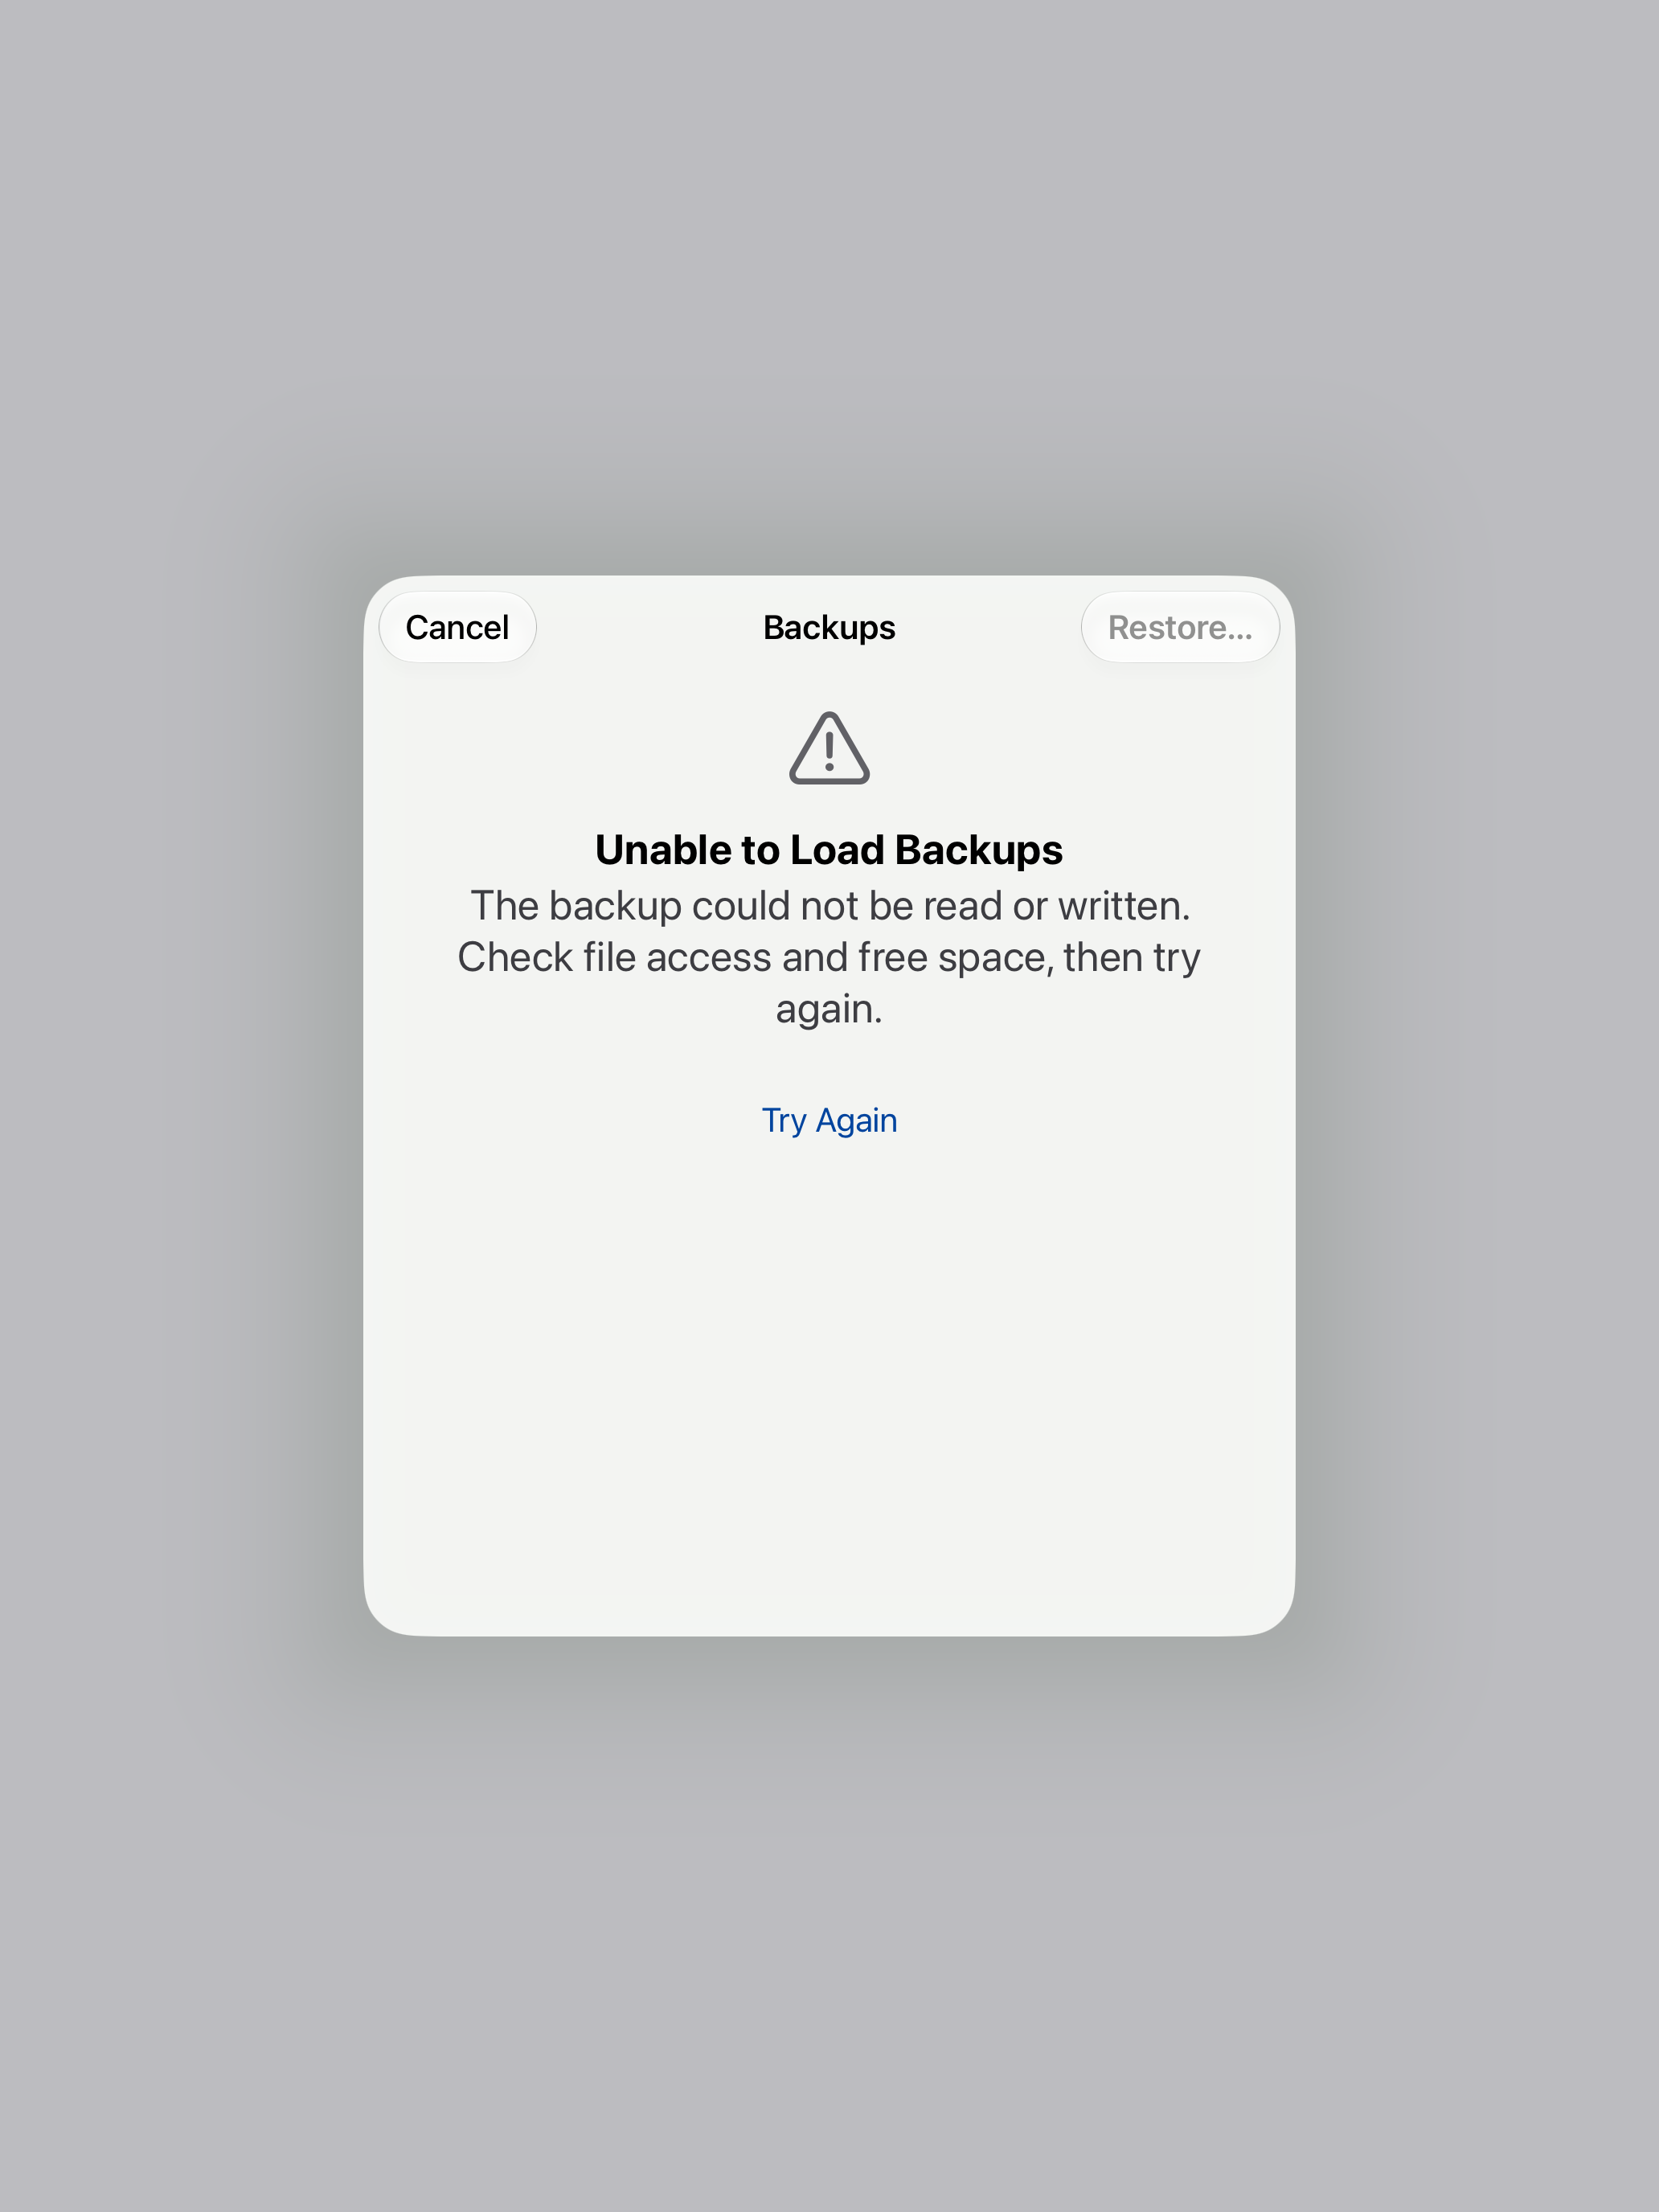 Cancel
Backups
Restore...
Unable to Load Backups
The backup could not be read or written.
Check file access and free space, then try
again.
Try Again